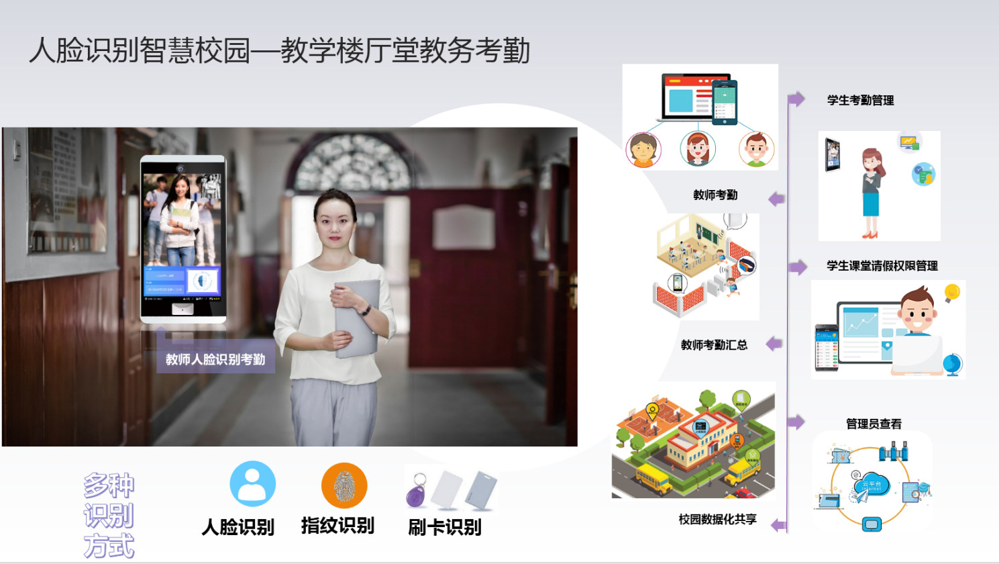 人脸识别智慧校园—教学楼厅堂教务考勤
学生考勤管理
教师考勤
学生课堂请假权限管理
教师考勤汇总
教师人脸识别考勤
管理员查看
云平台
Internet
校园数据化共享
多种
识别
方式
人脸识别
指纹识别
刷卡识别